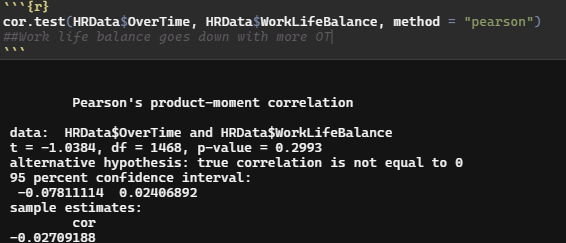 ```{r}
cor.test(HRData$OverTime, HRData$WorkLifeBalance, method = "pearson")
##Work life balance goes down with more OT
```
Pearson's product-moment correlation
data:  HRData$OverTime and HRData$WorkLifeBalance
t = -1.0384, df = 1468, p-value = 0.2993
alternative hypothesis: true correlation is not equal to 0
95 percent confidence interval:
-0.07811114  0.02406892
sample estimates:
cor
-0.02709188